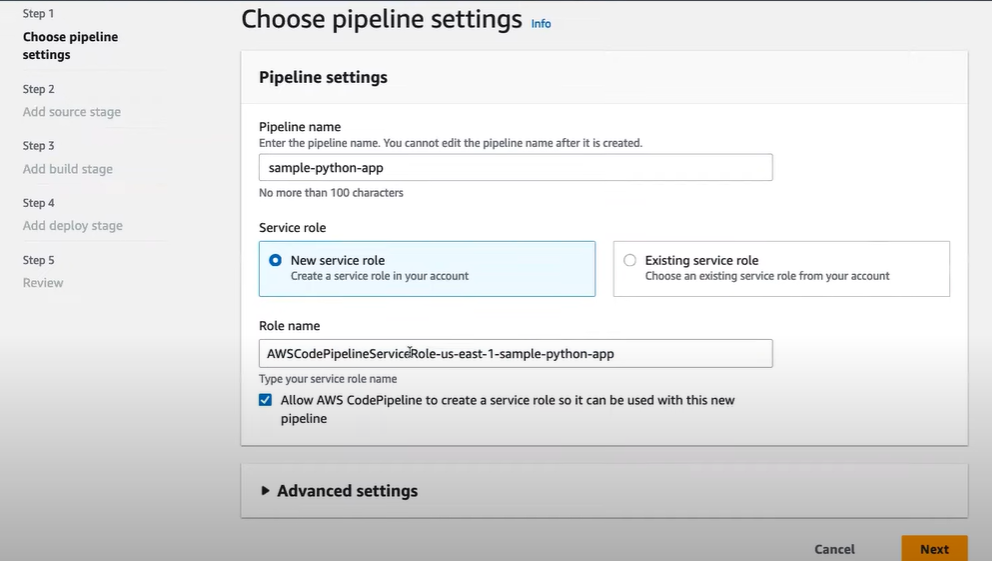 Step 1
Choose pipeline
settings
Step 2
Add source stage
Step 3
Add build stage
Step 4
Add deploy stage
Step 5
Review
Choose pipeline settings Info
Pipeline settings
Pipeline name
Enter the pipeline name. You cannot edit the pipeline name after it is created.
sample-python-app
No more than 100 characters
Service role
New service role
Create a service role in your account
Existing service role
Choose an existing service role from your account
Role name
AWSCodePipelineServiceRole-us-east-1-sample-python-app
Type your service role name
Allow AWS CodePipeline to create a service role so it can be used with this new
pipeline
Advanced settings
Cancel
Next